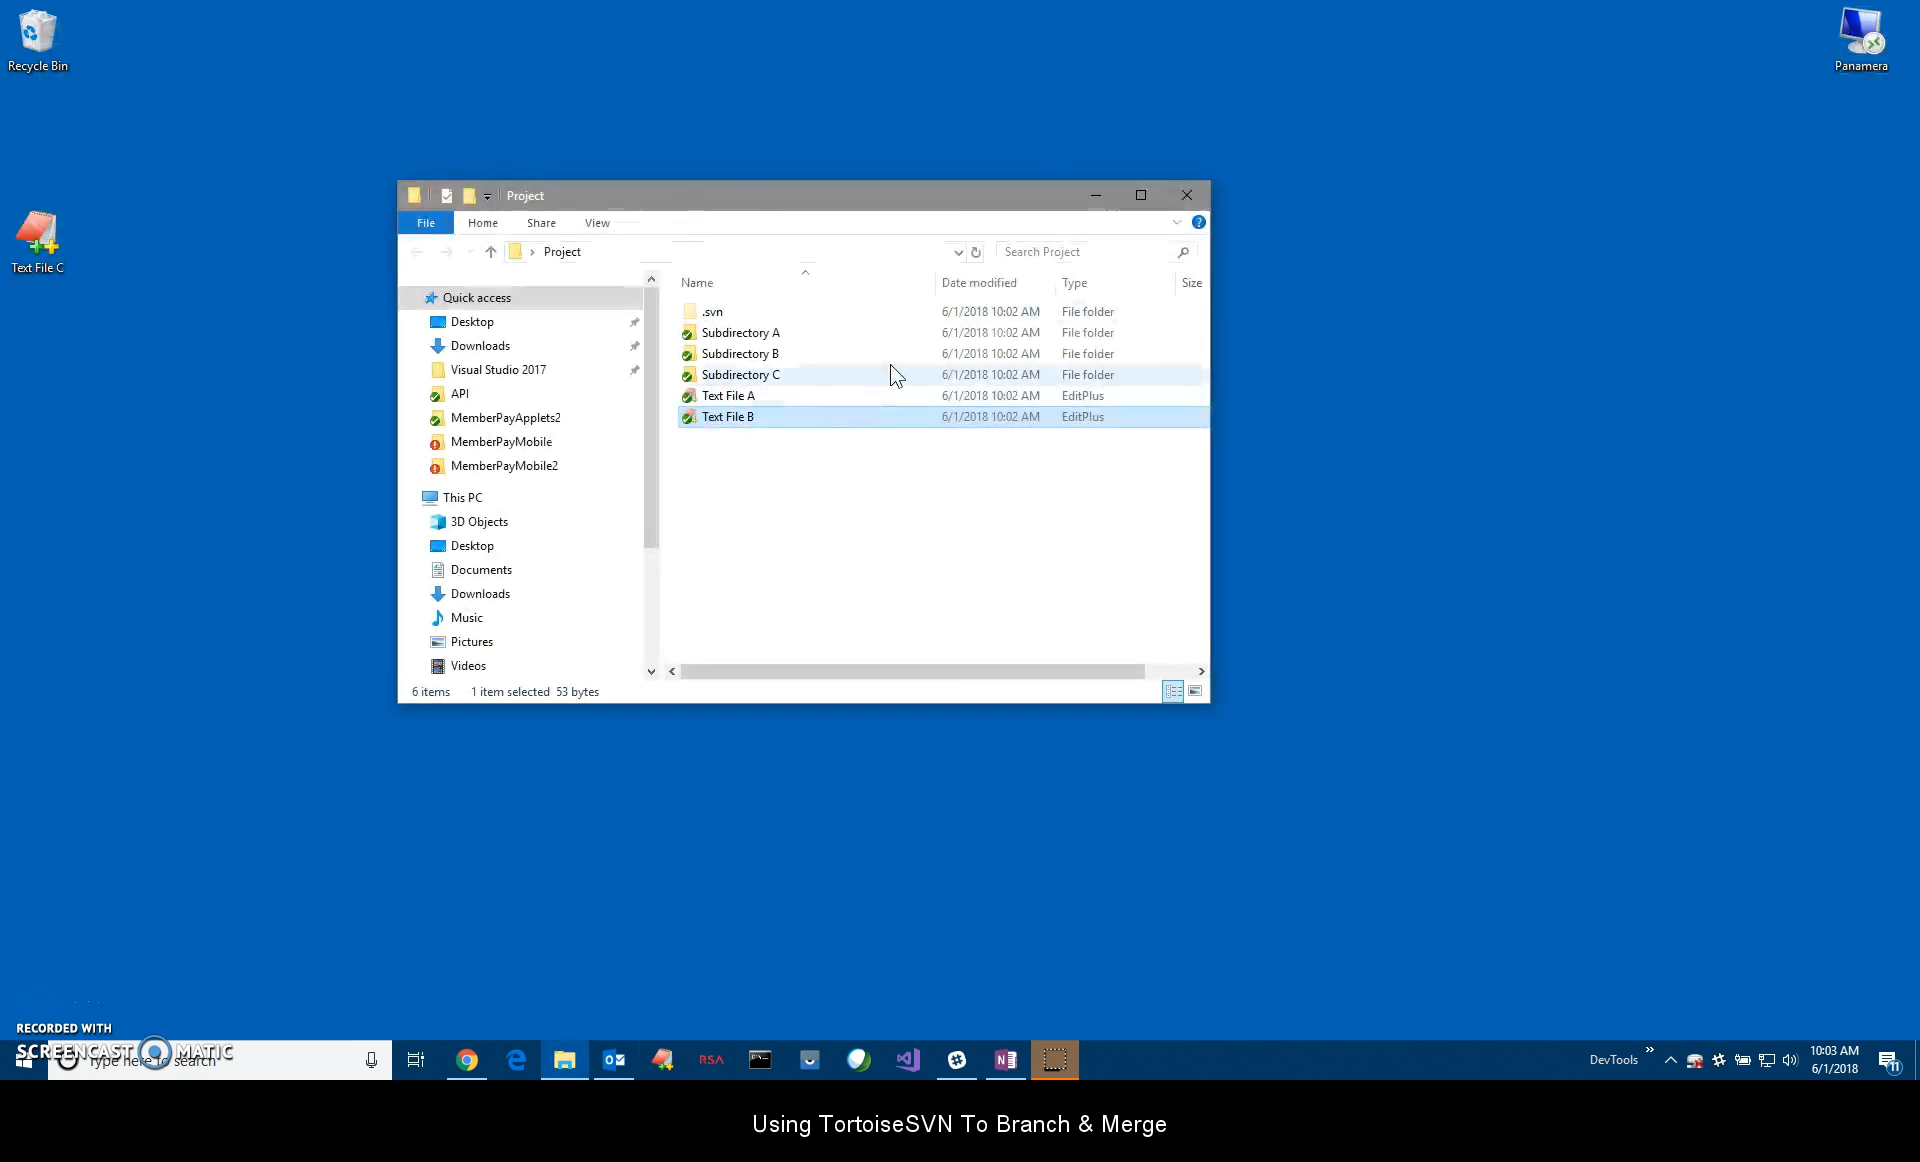 Recycle Bin
Panamera
Text File C
Project
File Home Share View
Project
Search Project
Name Date modified Type Size
Quick access
Desktop
Downloads
Visual Studio 2017
API
MemberPayApplets2
MemberPayMobile
MemberPayMobile2
This PC
3D Objects
Desktop
Documents
Downloads
Music
Pictures
Videos
.svn 6/1/2018 10:02 AM File folder
Subdirectory A 6/1/2018 10:02 AM File folder
Subdirectory B 6/1/2018 10:02 AM File folder
Subdirectory C 6/1/2018 10:02 AM File folder
Text File A 6/1/2018 10:02 AM EditPlus
Text File B 6/1/2018 10:02 AM EditPlus
6 items 1 item selected 53 bytes
RECORDED WITH
SCREENCAST MATIC
Type here to search
RSA
DevTools
10:03 AM
6/1/2018
11
Using TortoiseSVN To Branch & Merge